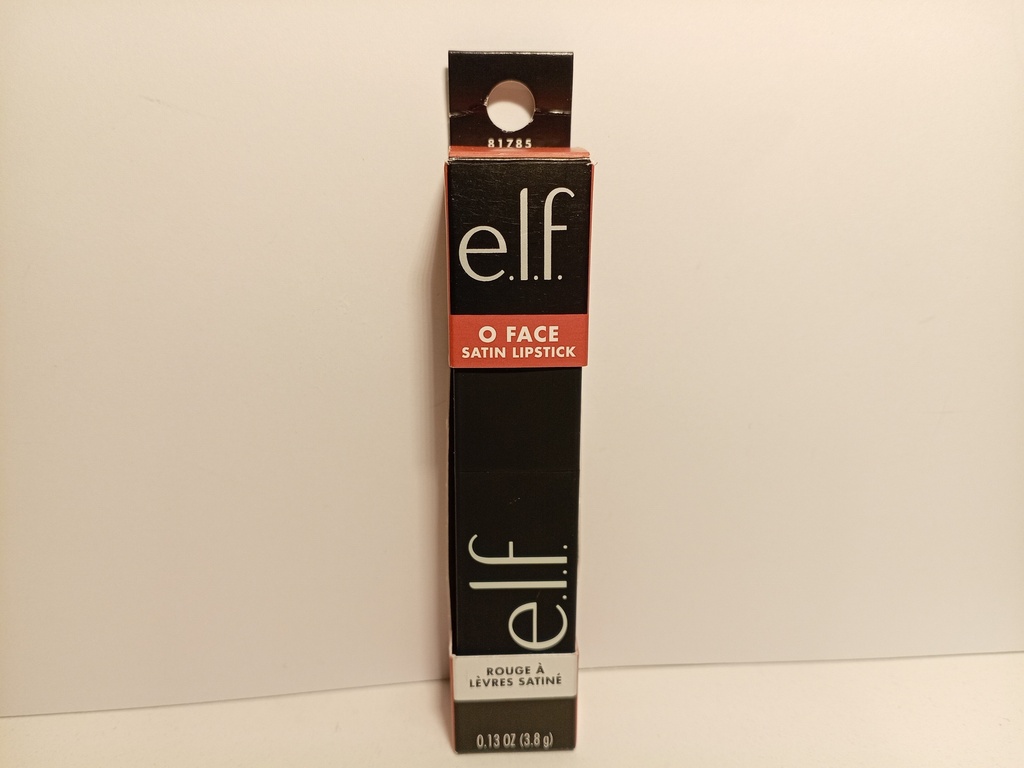 81785
e.l.f.
O FACE
SATIN LIPSTICK
e.l.f.
ROUGE À
LÈVRES SATINÉ
0.13 OZ (3.8 g)